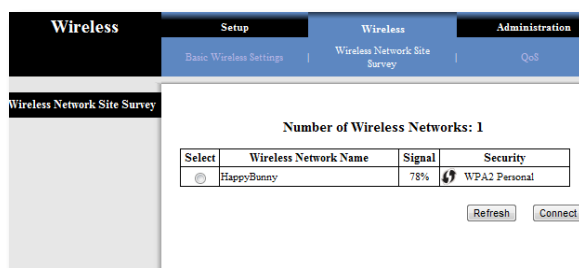 Wireless
Setup Wireless Administration
Basic Wireless Settings | Wireless Network Site Survey | QoS
Wireless Network Site Survey
Number of Wireless Networks: 1
Select Wireless Network Name Signal Security
HappyBunny 78% WPA2 Personal
Refresh Connect